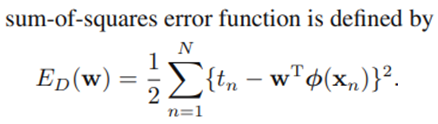 sum-of-squares error function is defined by
E_D(w) = 1/2 ∑_{n=1}^{N} {t_n − w^T ϕ(x_n)}^2.